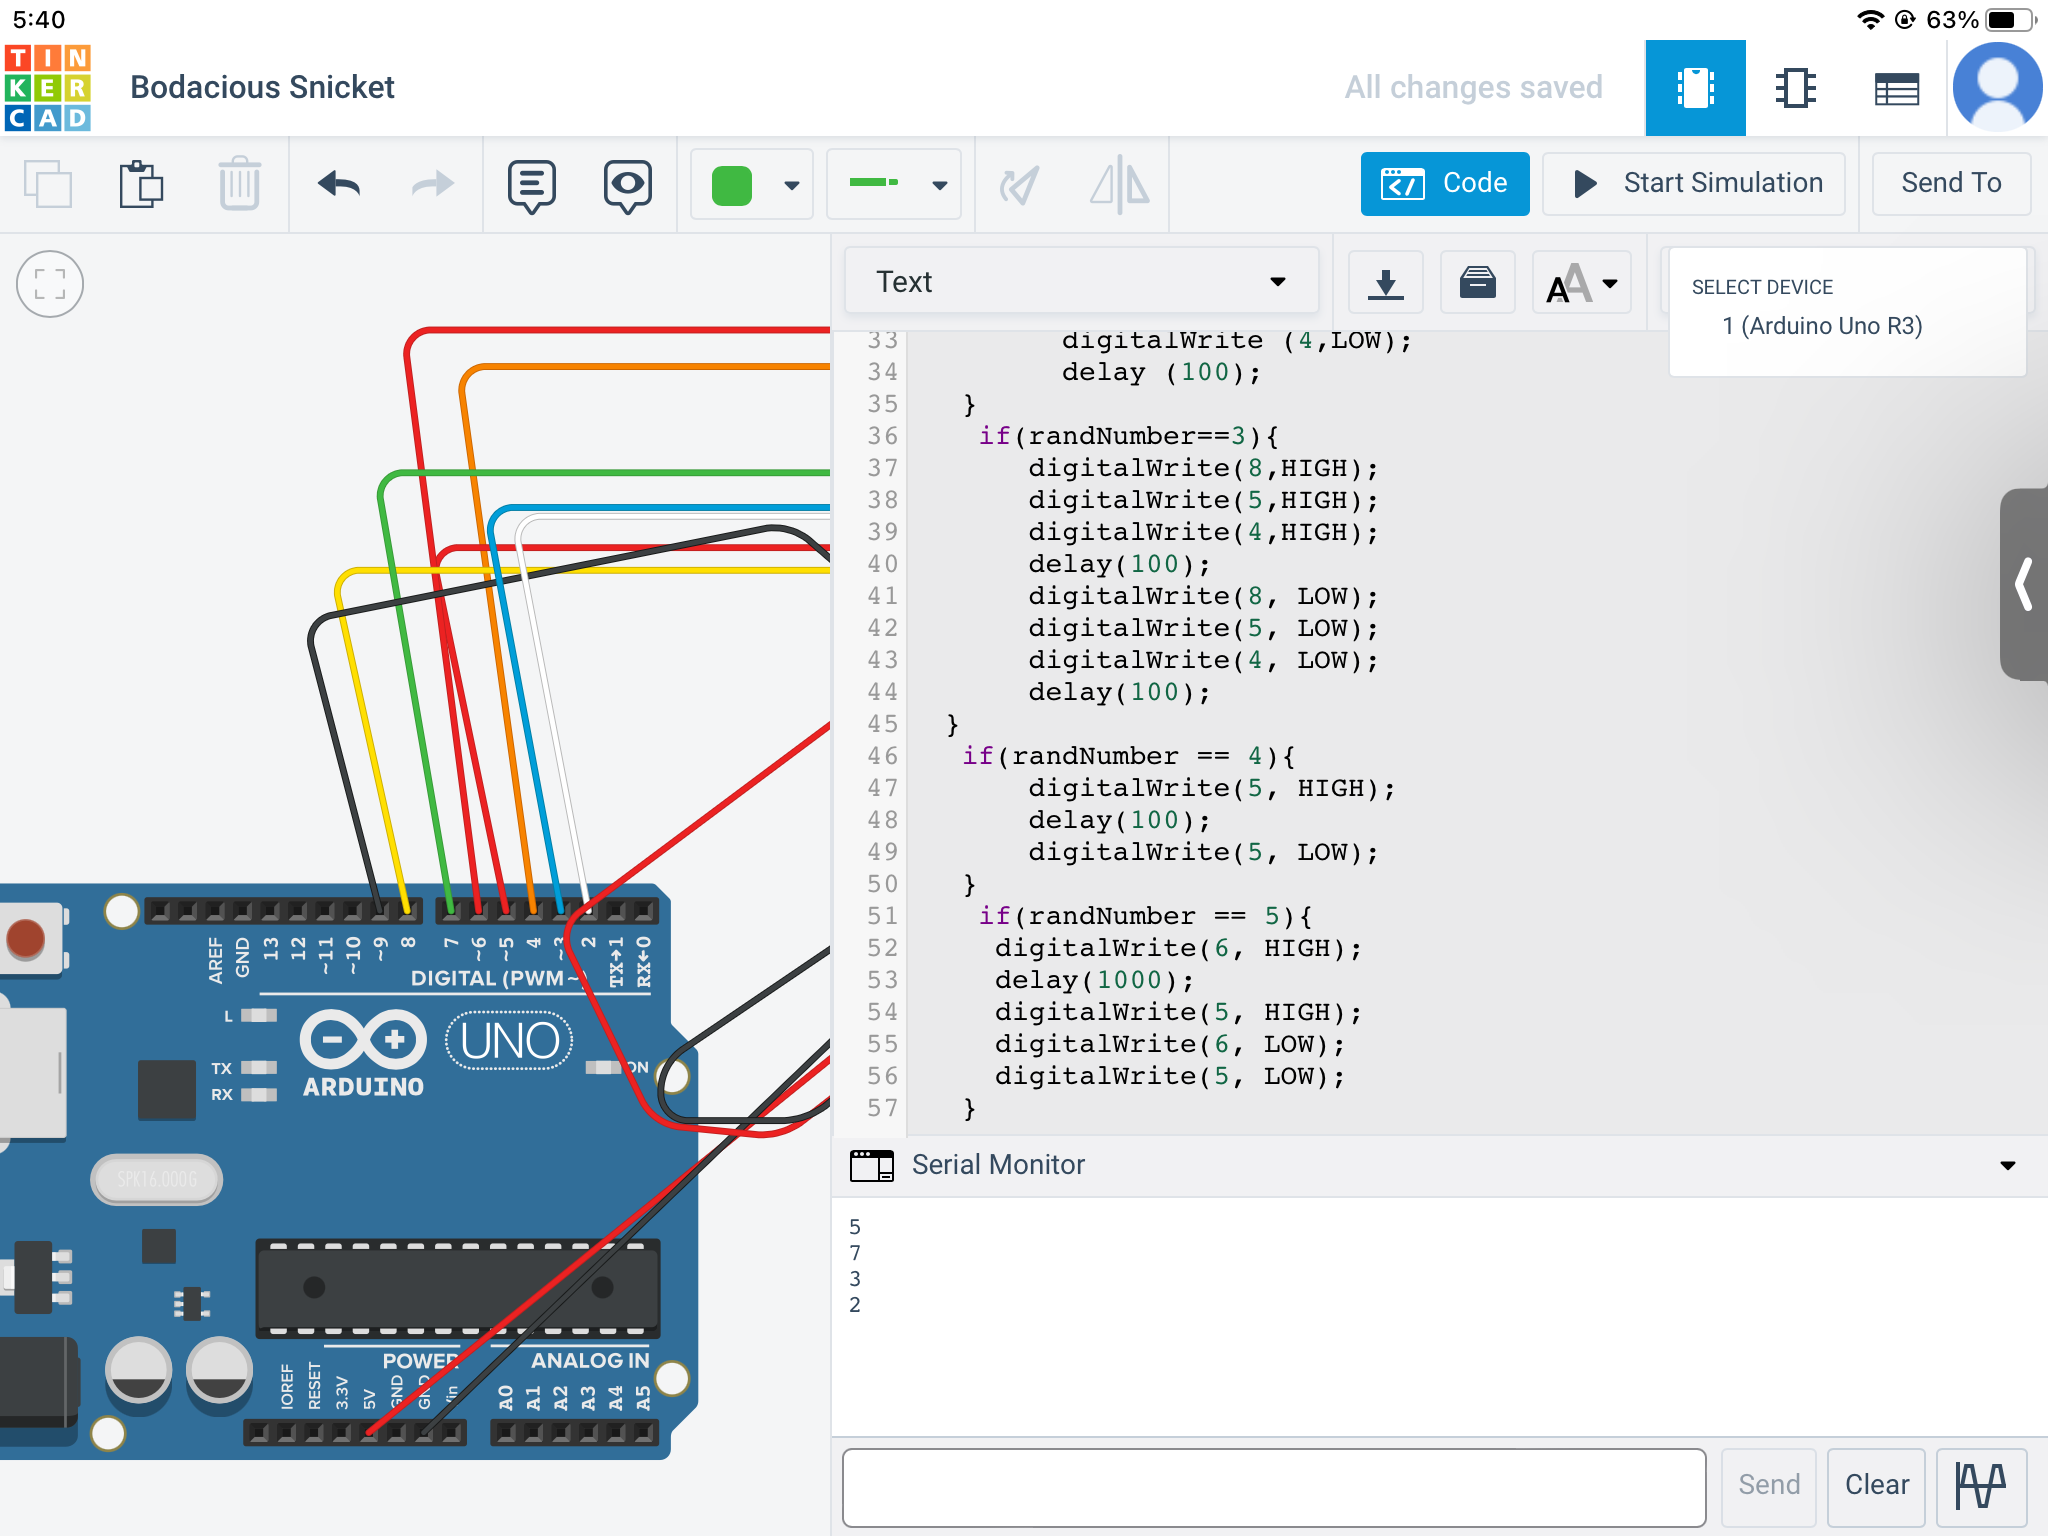 5:40
63%
TIN
KER
CAD
Bodacious Snicket
All changes saved
Code
Start Simulation
Send To
Text
SELECT DEVICE
1 (Arduino Uno R3)
33 digitalWrite (4,LOW);
34 delay (100);
35 }
36 if(randNumber==3){
37 digitalWrite(8,HIGH);
38 digitalWrite(5,HIGH);
39 digitalWrite(4,HIGH);
40 delay(100);
41 digitalWrite(8, LOW);
42 digitalWrite(5, LOW);
43 digitalWrite(4, LOW);
44 delay(100);
45 }
46 if(randNumber == 4){
47 digitalWrite(5, HIGH);
48 delay(100);
49 digitalWrite(5, LOW);
50 }
51 if(randNumber == 5){
52 digitalWrite(6, HIGH);
53 delay(1000);
54 digitalWrite(5, HIGH);
55 digitalWrite(6, LOW);
56 digitalWrite(5, LOW);
57 }
AREF GND 13 12 ~11 ~10 ~9 8 7 ~6 ~5 4 ~3 2 TX→1 RX←0
DIGITAL (PWM ~)
L
UNO
TX
ON
RX
ARDUINO
SPK16.000G
POWER
ANALOG IN
IOREF RESET 3.3V 5V GND GND Vin A0 A1 A2 A3 A4 A5
Serial Monitor
5
7
3
2
Send
Clear